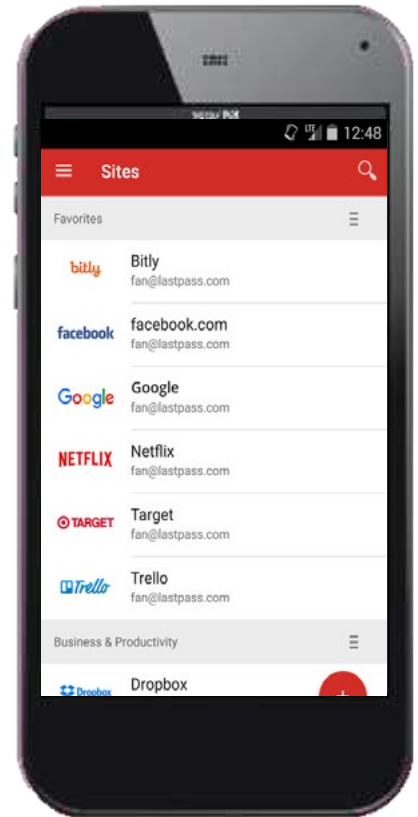 LTE 12:48
Sites
Favorites
bitly Bitly
fan@lastpass.com
facebook facebook.com
fan@lastpass.com
Google Google
fan@lastpass.com
NETFLIX Netflix
fan@lastpass.com
TARGET Target
fan@lastpass.com
Trello Trello
fan@lastpass.com
Business & Productivity
Dropbox Dropbox
+